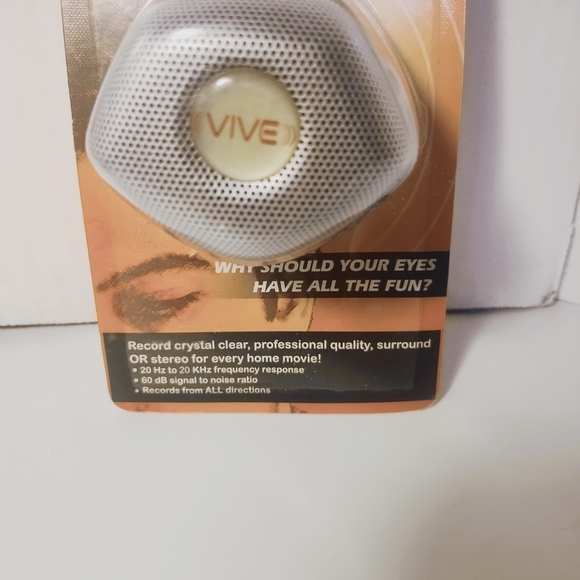 VIVE
WHY SHOULD YOUR EYES
HAVE ALL THE FUN?
Record crystal clear, professional quality, surround
OR stereo for every home movie!
• 20 Hz to 20 KHz frequency response
• 60 dB signal to noise ratio
• Records from ALL directions